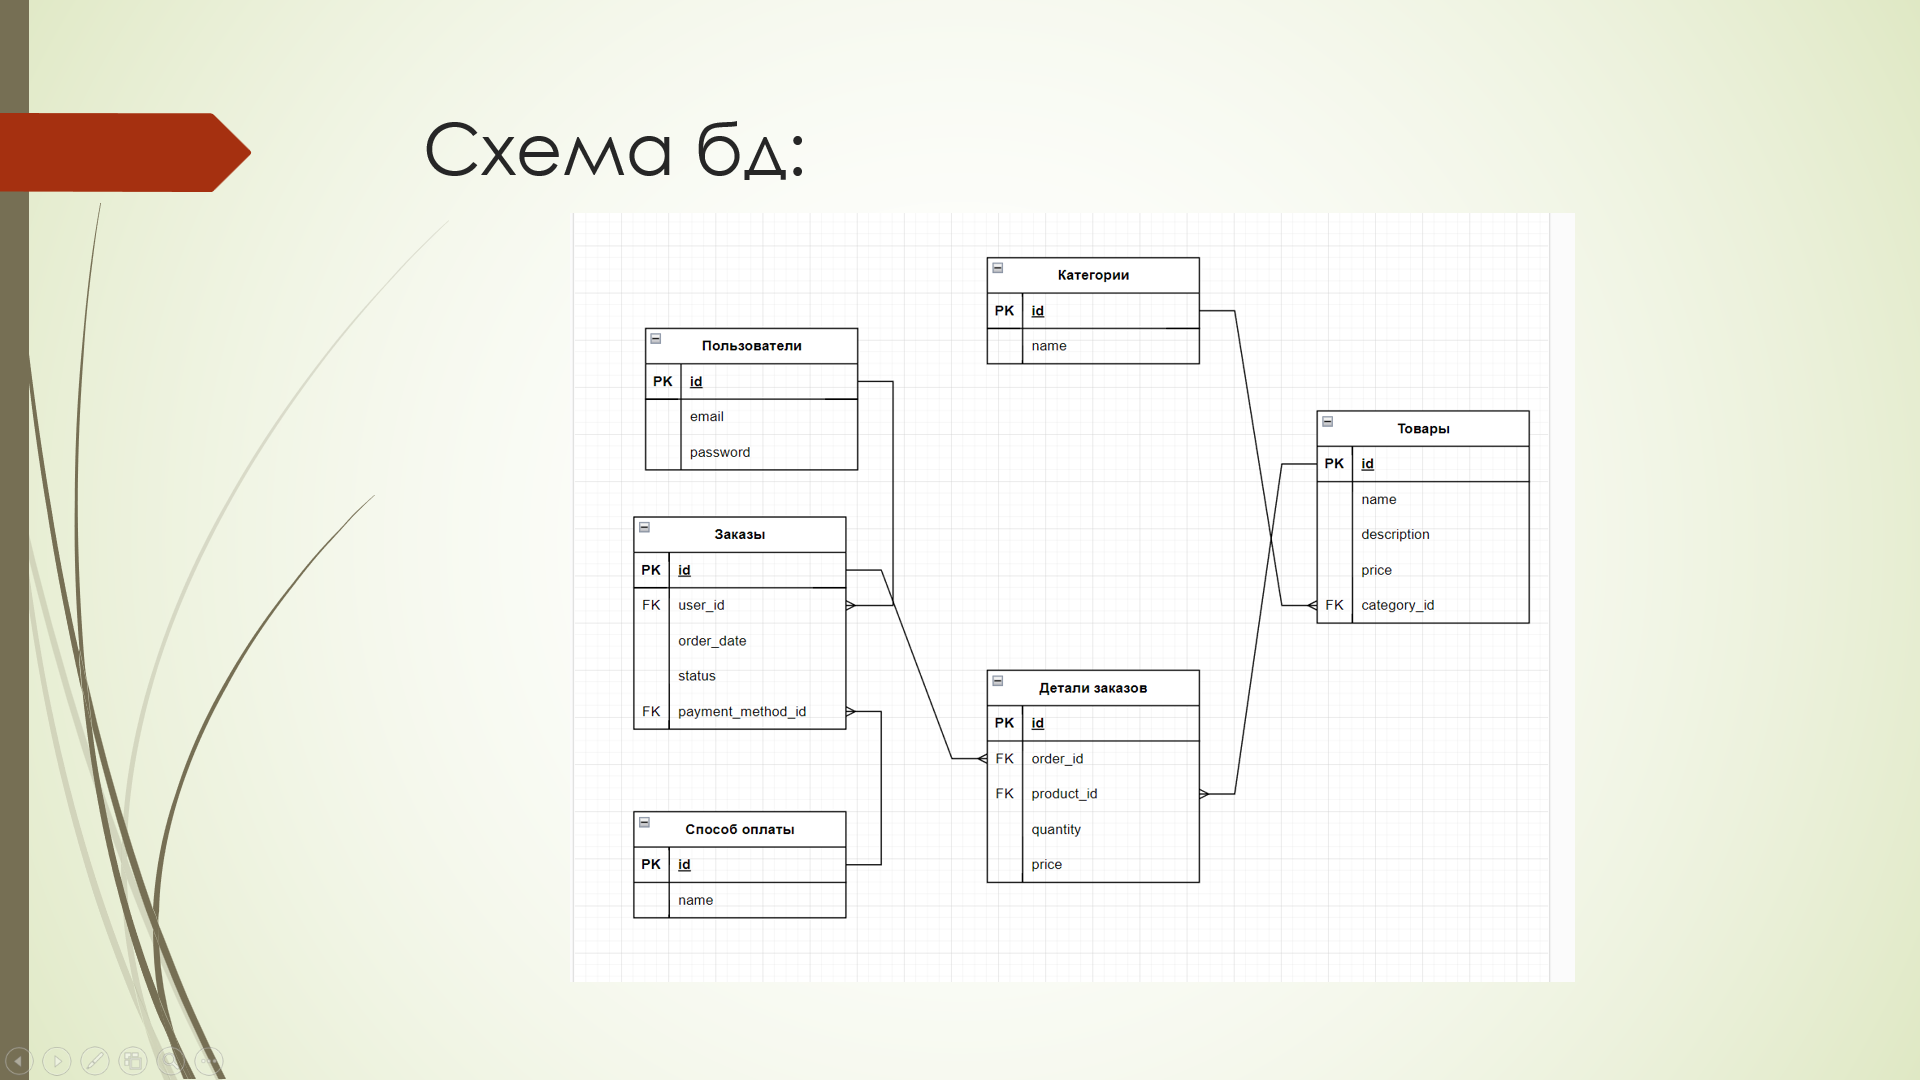 Схема бд:
Категории
PK id
name
Пользователи
PK id
email
password
Товары
PK id
name
description
price
FK category_id
Заказы
PK id
FK user_id
order_date
status
FK payment_method_id
Детали заказов
PK id
FK order_id
FK product_id
quantity
price
Способ оплаты
PK id
name